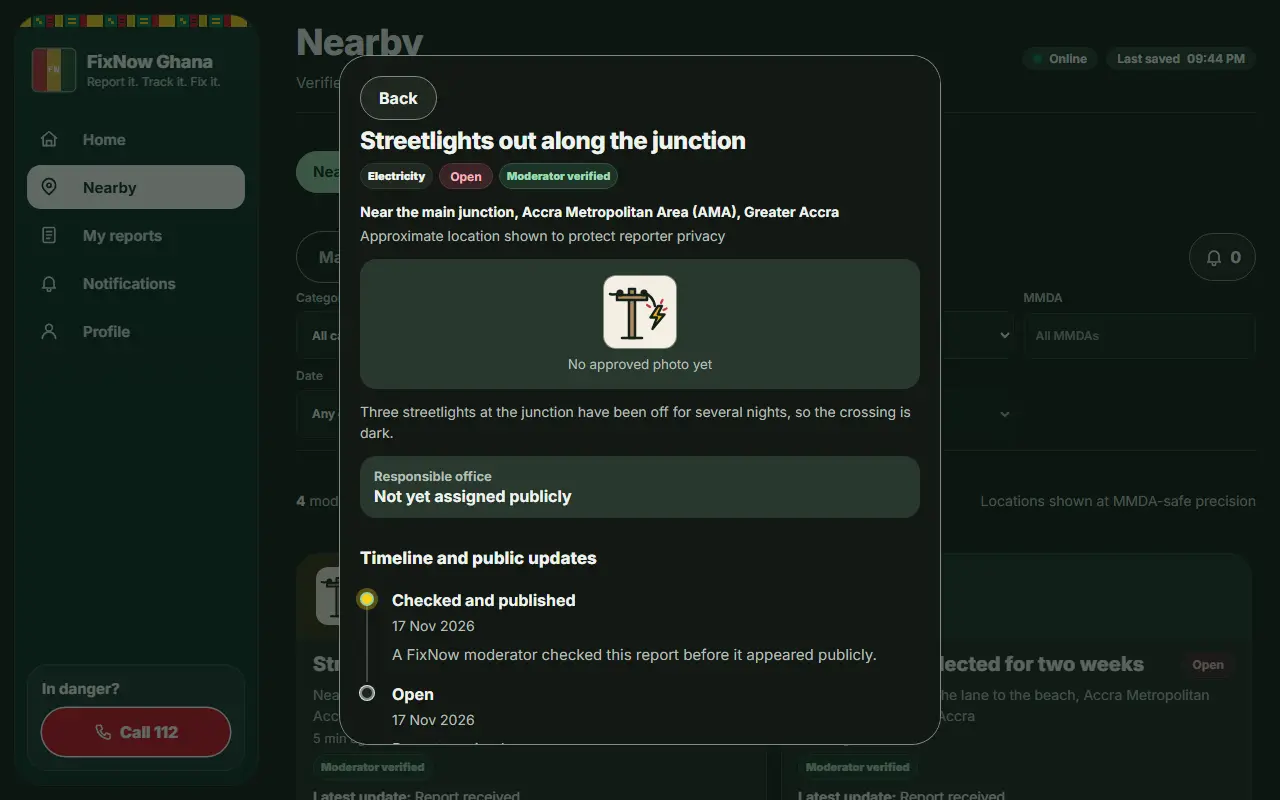 FixNow Ghana
Report it. Track it. Fix it.
Home
Nearby
My reports
Notifications
Profile
In danger?
Call 112
Nearby
Online
Last saved 09:44 PM
0
MMDA
All MMDAs
Date
4
Locations shown at MMDA-safe precision
Back
Streetlights out along the junction
Electricity
Open
Moderator verified
Near the main junction, Accra Metropolitan Area (AMA), Greater Accra
Approximate location shown to protect reporter privacy
No approved photo yet
Three streetlights at the junction have been off for several nights, so the crossing is
dark.
Responsible office
Not yet assigned publicly
Timeline and public updates
Checked and published
17 Nov 2026
A FixNow moderator checked this report before it appeared publicly.
Open
17 Nov 2026
5 min
Moderator verified
Latest update: Report received
for two weeks
Open
the lane to the beach, Accra Metropolitan
Accra
Moderator verified
Latest update: Report received